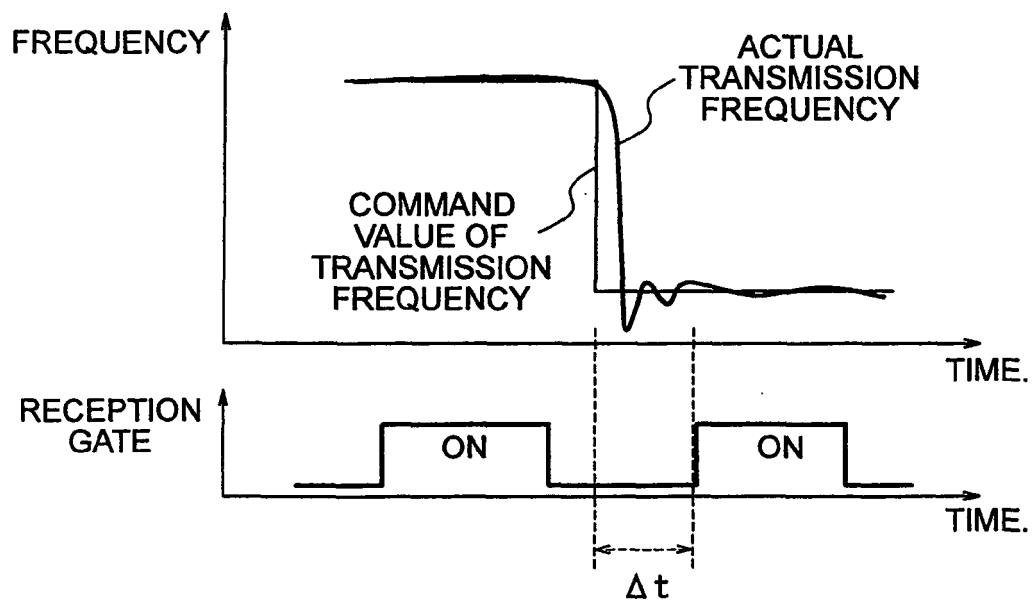 FREQUENCY
ACTUAL
TRANSMISSION
FREQUENCY
COMMAND
VALUE OF
TRANSMISSION
FREQUENCY
TIME.
RECEPTION
GATE
ON
ON
TIME.
Δt